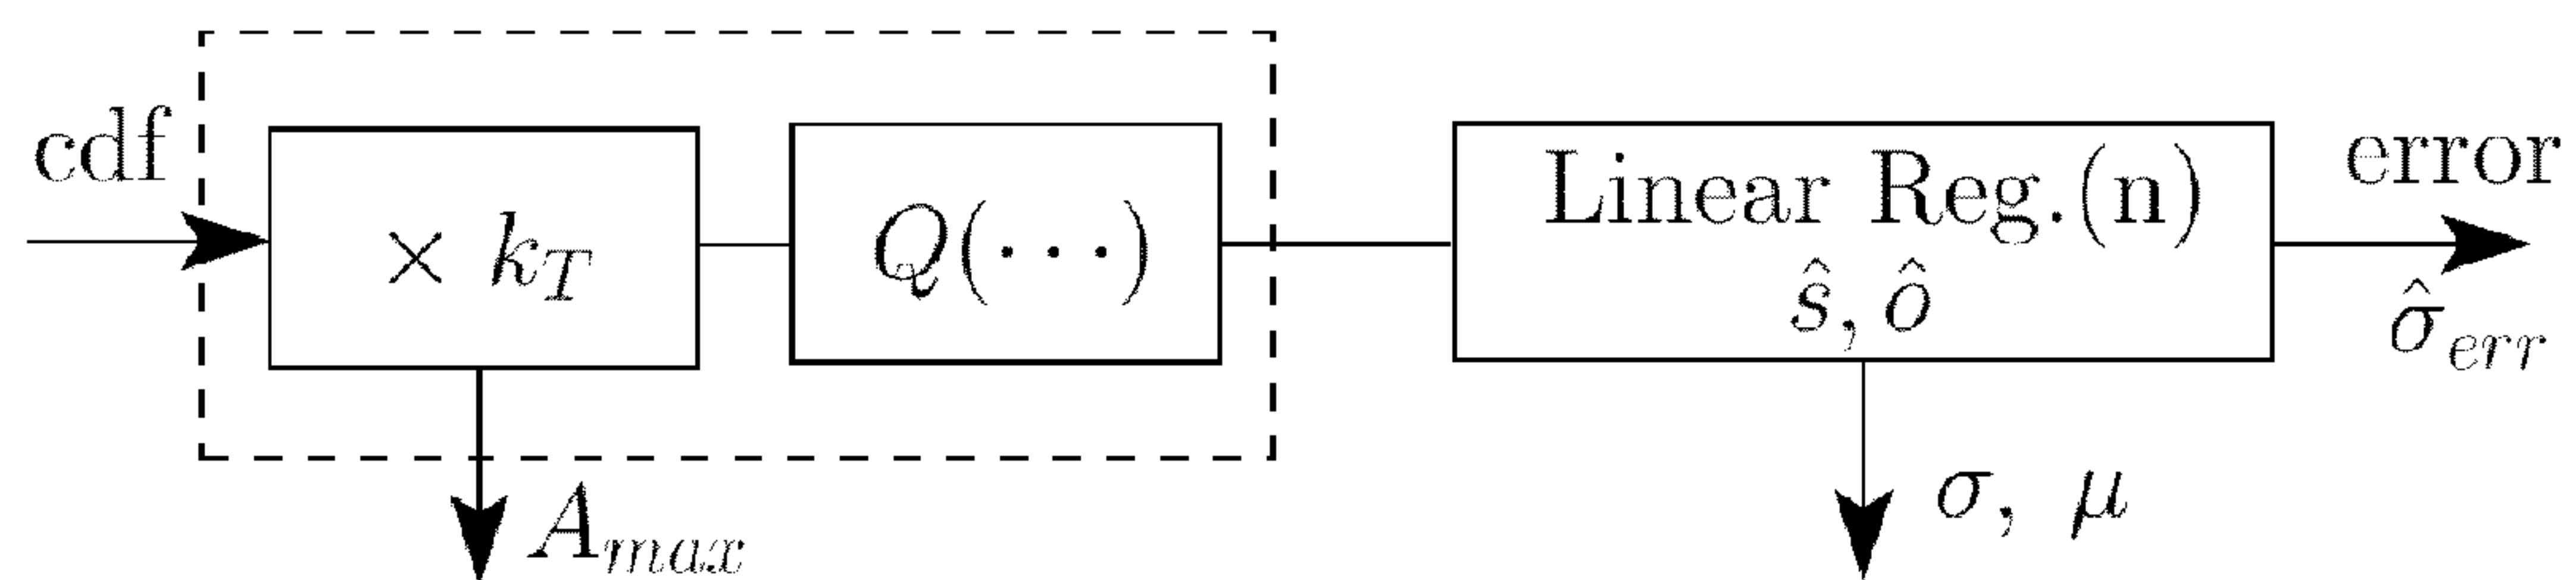 cdf
× k_T
Q(···)
Linear Reg.(n)
ŝ, ô
error
σ̂_err
A_max
σ, μ